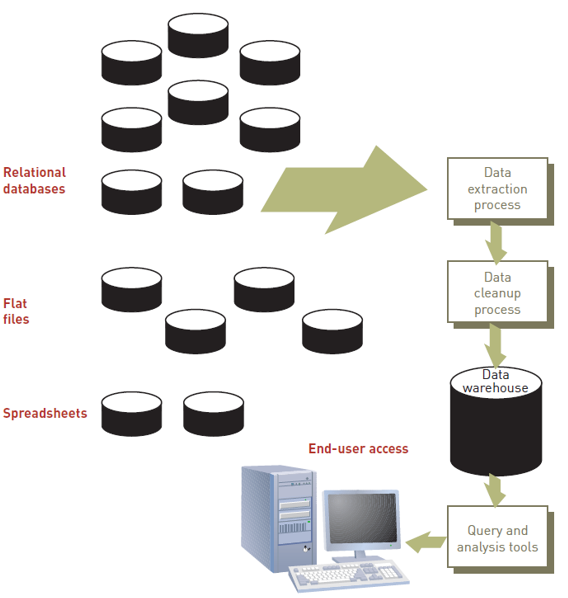 Relational
databases
Data
extraction
process
Flat
files
Data
cleanup
process
Spreadsheets
Data
warehouse
End-user access
Query and
analysis tools